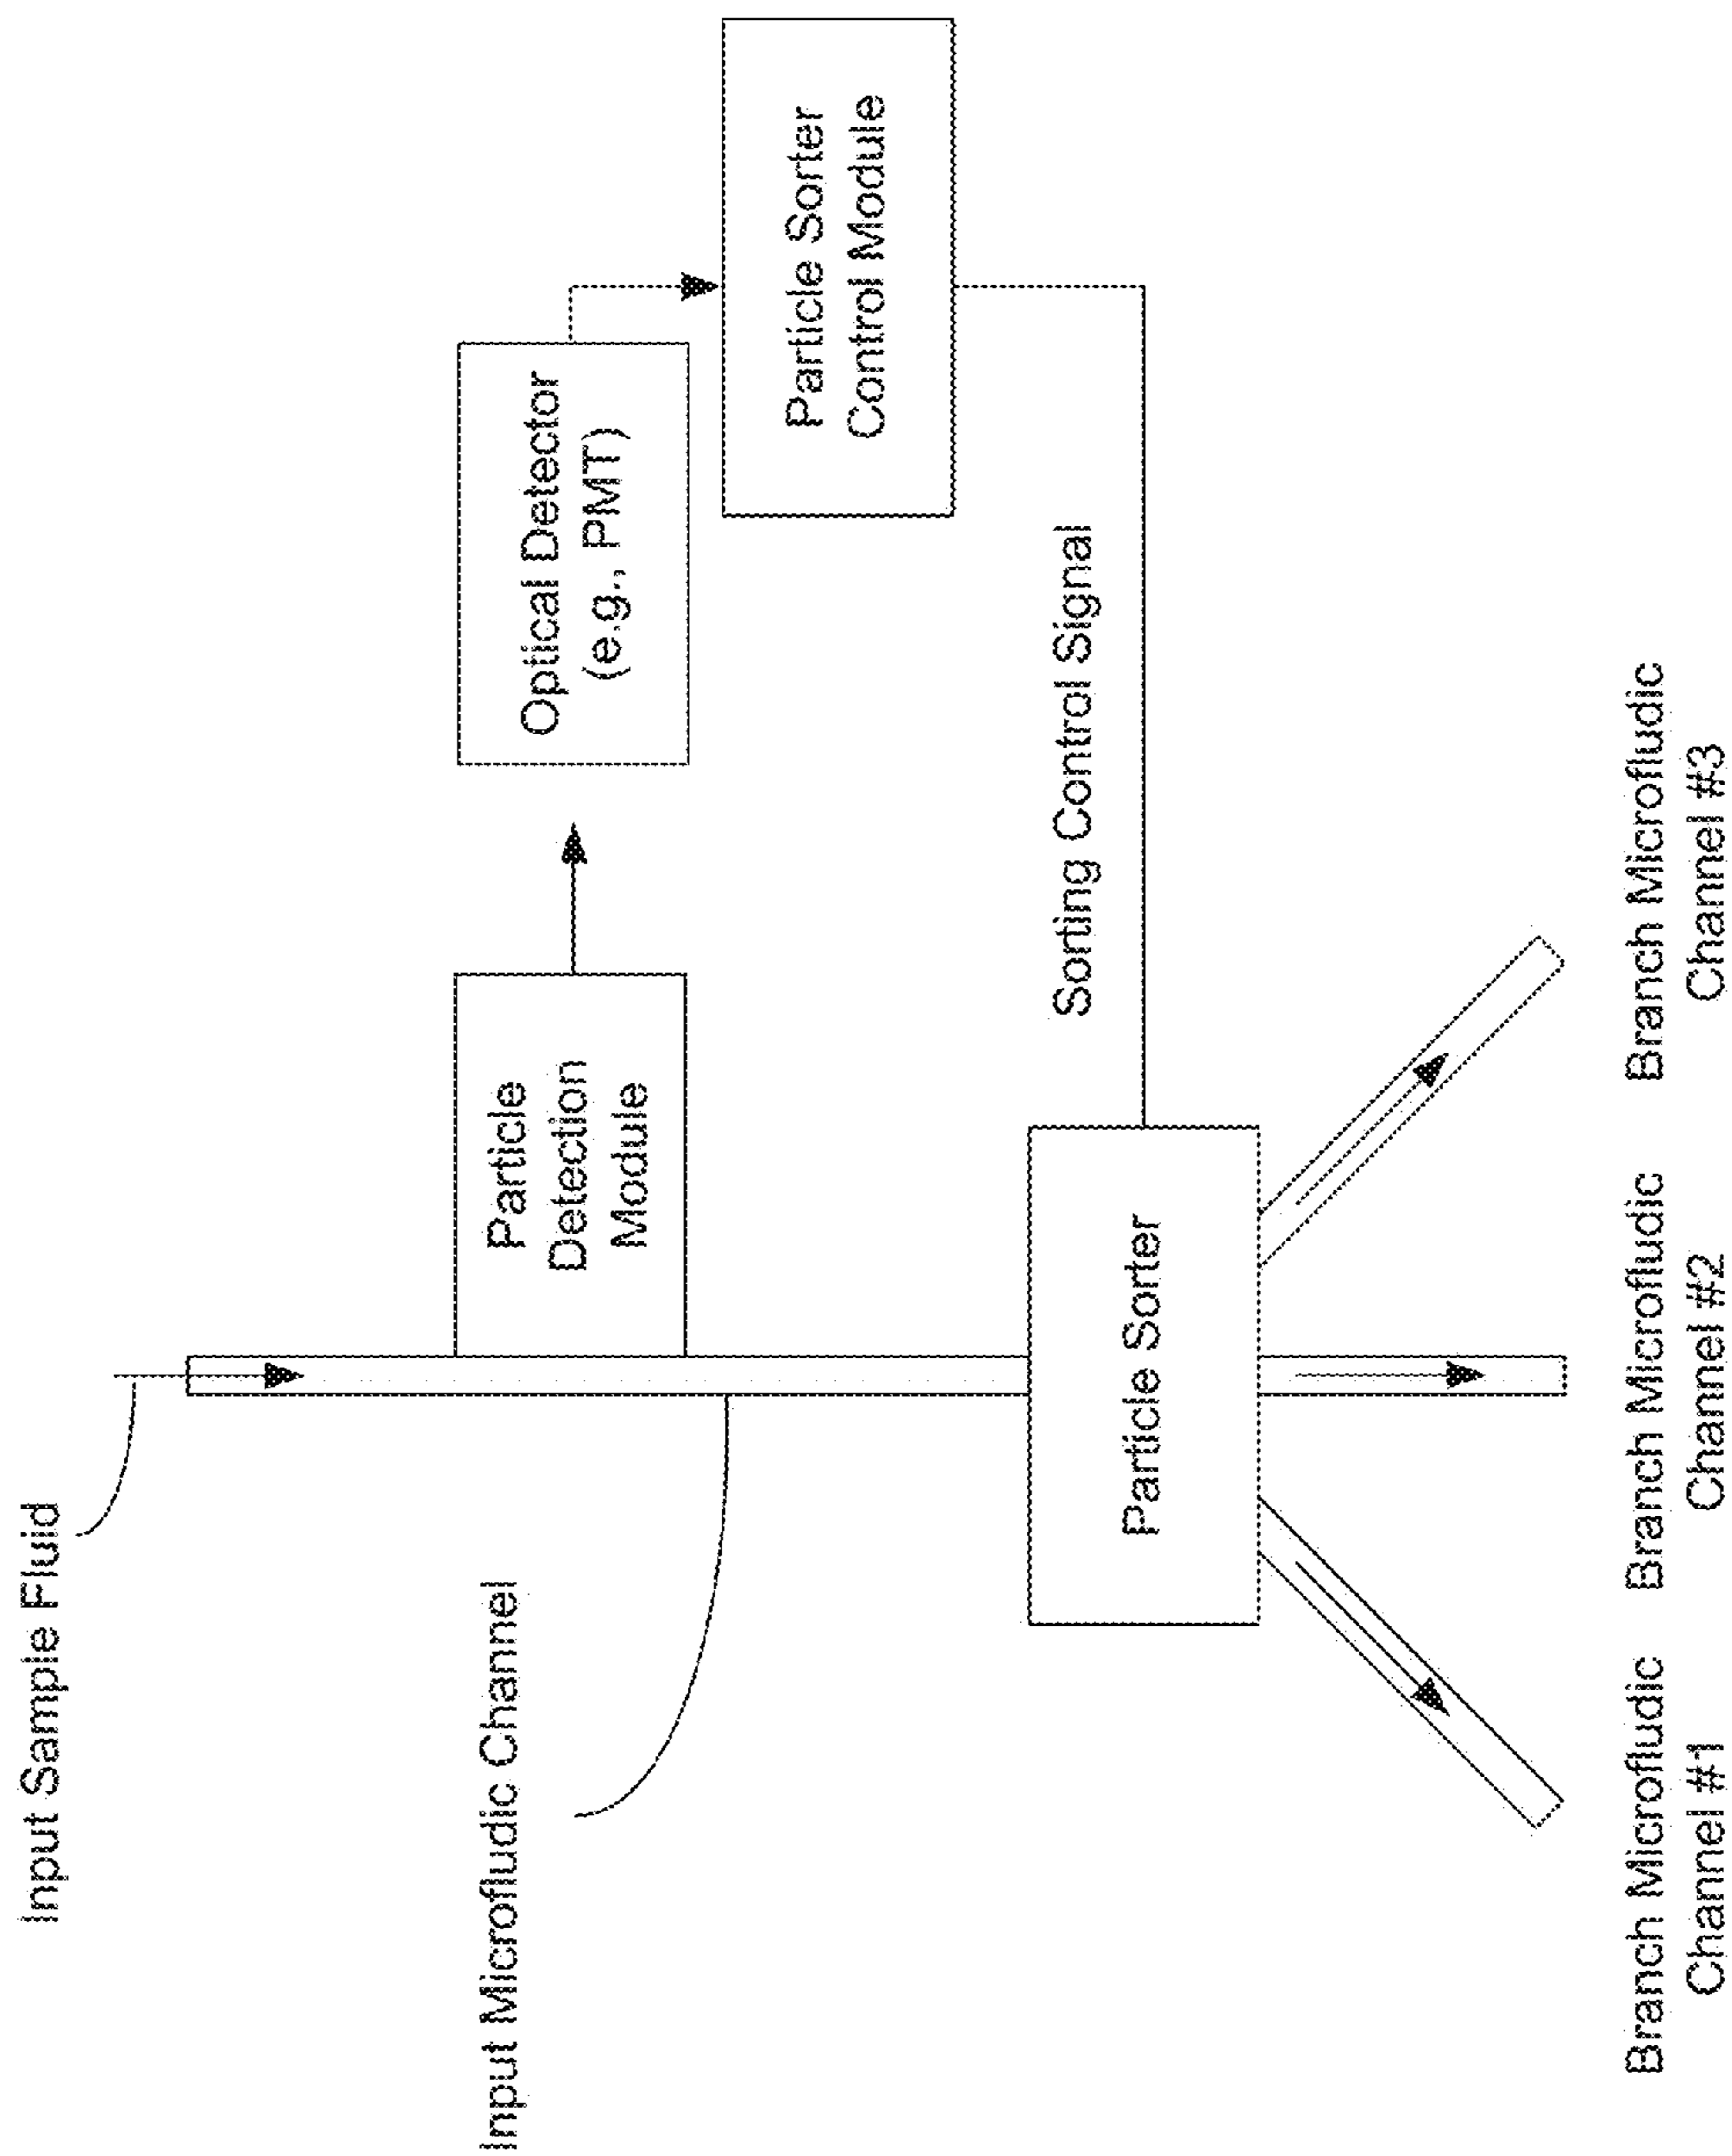 Input Sample Fluid
Input Microfludic Channel
Particle
Detection
Module
Optical Detector
(e.g., PMT)
Particle Sorter
Control Module
Sorting Control Signal
Particle Sorter
Branch Microfludic
Channel #1
Branch Microfludic
Channel #2
Branch Microfludic
Channel #3